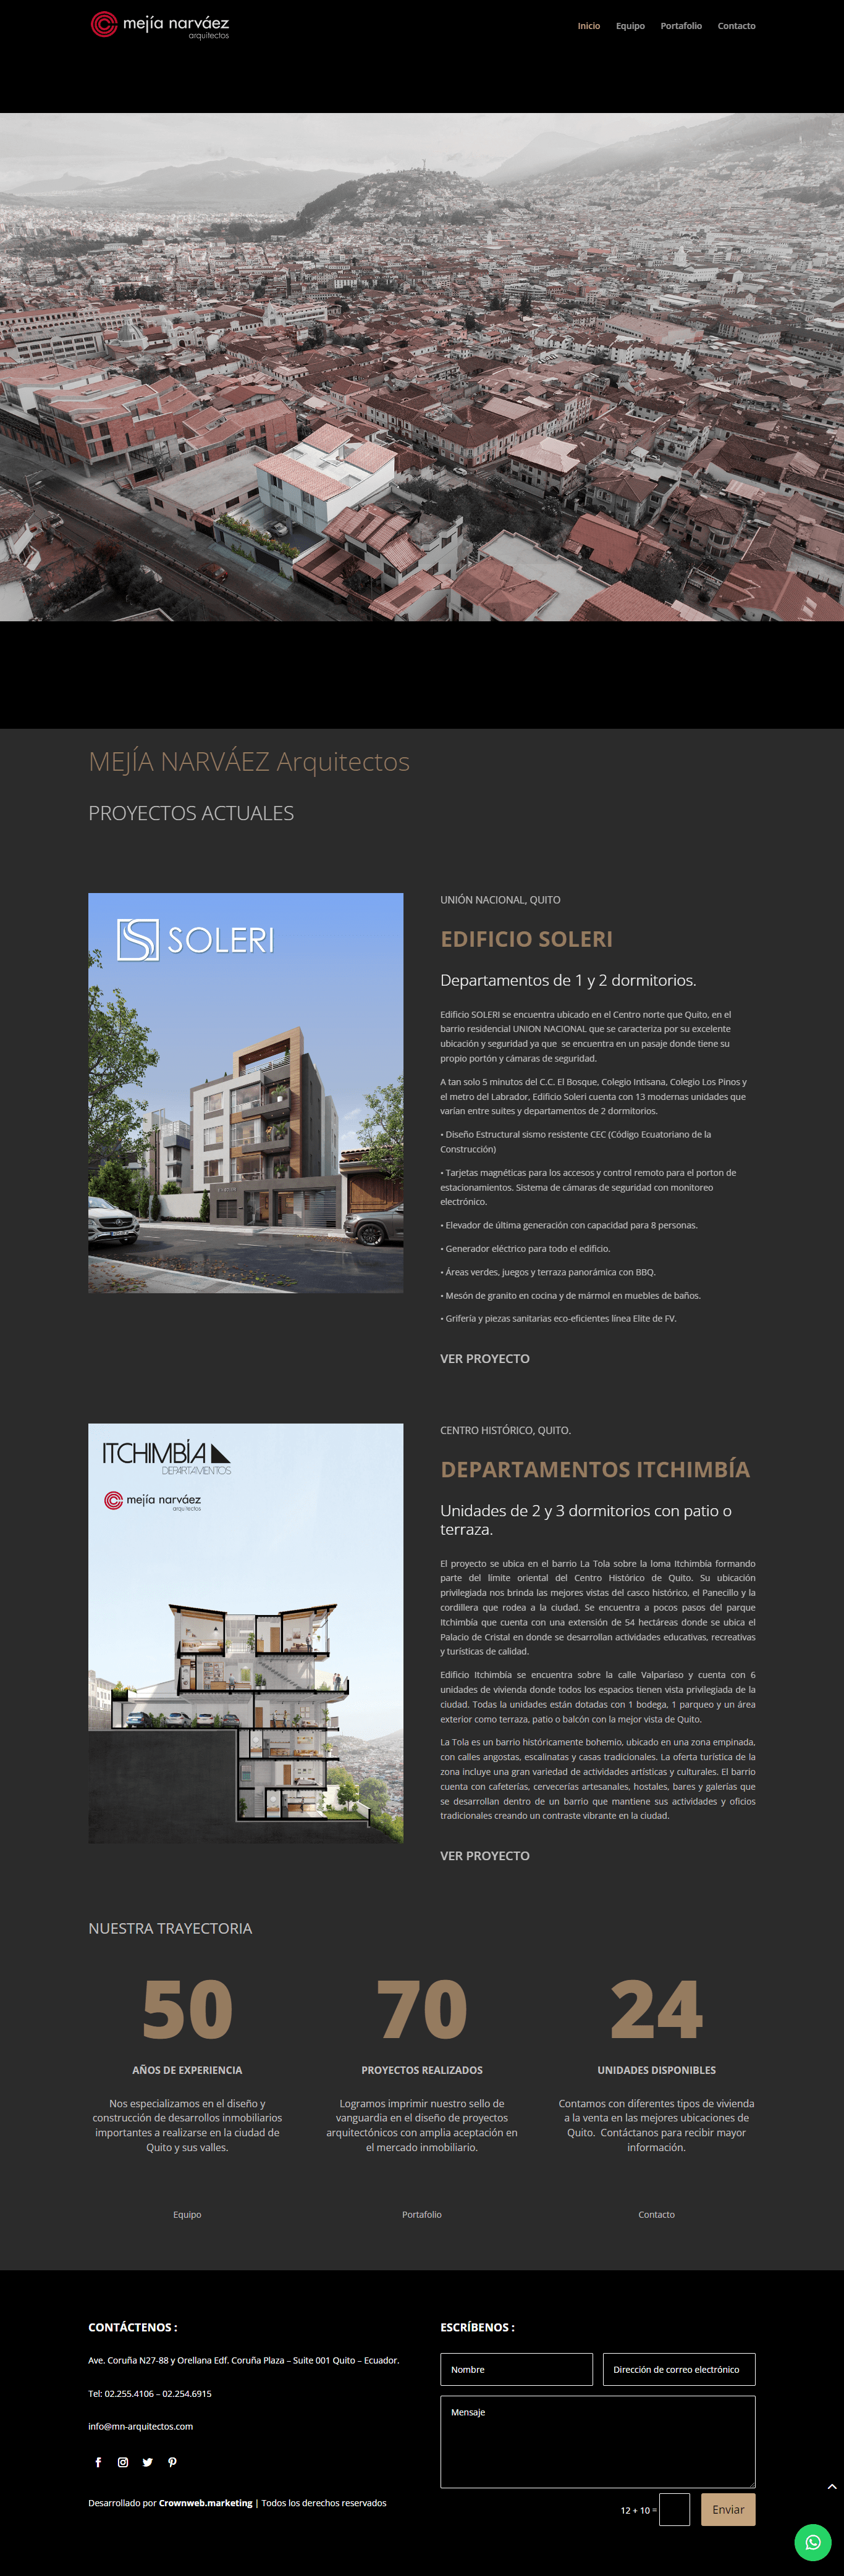 mejía narváez
arquitectos
Inicio
Equipo
Portafolio
Contacto
MEJÍA NARVÁEZ Arquitectos
PROYECTOS ACTUALES
SOLERI
UNIÓN NACIONAL, QUITO
EDIFICIO SOLERI
Departamentos de 1 y 2 dormitorios.
Edificio SOLERI se encuentra ubicado en el Centro norte que Quito, en el
barrio residencial UNION NACIONAL que se caracteriza por su excelente
ubicación y seguridad ya que  se encuentra en un pasaje donde tiene su
propio portón y cámaras de seguridad.
A tan solo 5 minutos del C.C. El Bosque, Colegio Intisana, Colegio Los Pinos y
el metro del Labrador, Edificio Soleri cuenta con 13 modernas unidades que
varían entre suites y departamentos de 2 dormitorios.
• Diseño Estructural sismo resistente CEC (Código Ecuatoriano de la
Construcción)
• Tarjetas magnéticas para los accesos y control remoto para el porton de
estacionamientos. Sistema de cámaras de seguridad con monitoreo
electrónico.
• Elevador de última generación con capacidad para 8 personas.
• Generador eléctrico para todo el edificio.
• Áreas verdes, juegos y terraza panorámica con BBQ.
• Mesón de granito en cocina y de mármol en muebles de baños.
• Grifería y piezas sanitarias eco-eficientes línea Elite de FV.
VER PROYECTO
ITCHIMBÍA
DEPARTAMENTOS
mejía narváez
arquitectos
CENTRO HISTÓRICO, QUITO.
DEPARTAMENTOS ITCHIMBÍA
Unidades de 2 y 3 dormitorios con patio o
terraza.
El proyecto se ubica en el barrio La Tola sobre la loma Itchimbía formando
parte del límite oriental del Centro Histórico de Quito. Su ubicación
privilegiada nos brinda las mejores vistas del casco histórico, el Panecillo y la
cordillera que rodea a la ciudad. Se encuentra a pocos pasos del parque
Itchimbía que cuenta con una extensión de 54 hectáreas donde se ubica el
Palacio de Cristal en donde se desarrollan actividades educativas, recreativas
y turísticas de calidad.
Edificio Itchimbía se encuentra sobre la calle Valparíaso y cuenta con 6
unidades de vivienda donde todos los espacios tienen vista privilegiada de la
ciudad. Todas la unidades están dotadas con 1 bodega, 1 parqueo y un área
exterior como terraza, patio o balcón con la mejor vista de Quito.
La Tola es un barrio históricamente bohemio, ubicado en una zona empinada,
con calles angostas, escalinatas y casas tradicionales. La oferta turística de la
zona incluye una gran variedad de actividades artísticas y culturales. El barrio
cuenta con cafeterías, cervecerías artesanales, hostales, bares y galerías que
se desarrollan dentro de un barrio que mantiene sus actividades y oficios
tradicionales creando un contraste vibrante en la ciudad.
VER PROYECTO
NUESTRA TRAYECTORIA
50
AÑOS DE EXPERIENCIA
Nos especializamos en el diseño y
construcción de desarrollos inmobiliarios
importantes a realizarse en la ciudad de
Quito y sus valles.
Equipo
70
PROYECTOS REALIZADOS
Logramos imprimir nuestro sello de
vanguardia en el diseño de proyectos
arquitectónicos con amplia aceptación en
el mercado inmobiliario.
Portafolio
24
UNIDADES DISPONIBLES
Contamos con diferentes tipos de vivienda
a la venta en las mejores ubicaciones de
Quito.  Contáctanos para recibir mayor
información.
Contacto
CONTÁCTENOS :
Ave. Coruña N27-88 y Orellana Edf. Coruña Plaza – Suite 001 Quito – Ecuador.
Tel: 02.255.4106 – 02.254.6915
info@mn-arquitectos.com
Desarrollado por Crownweb.marketing | Todos los derechos reservados
ESCRÍBENOS :
Nombre
Dirección de correo electrónico
Mensaje
12 + 10 =
Enviar